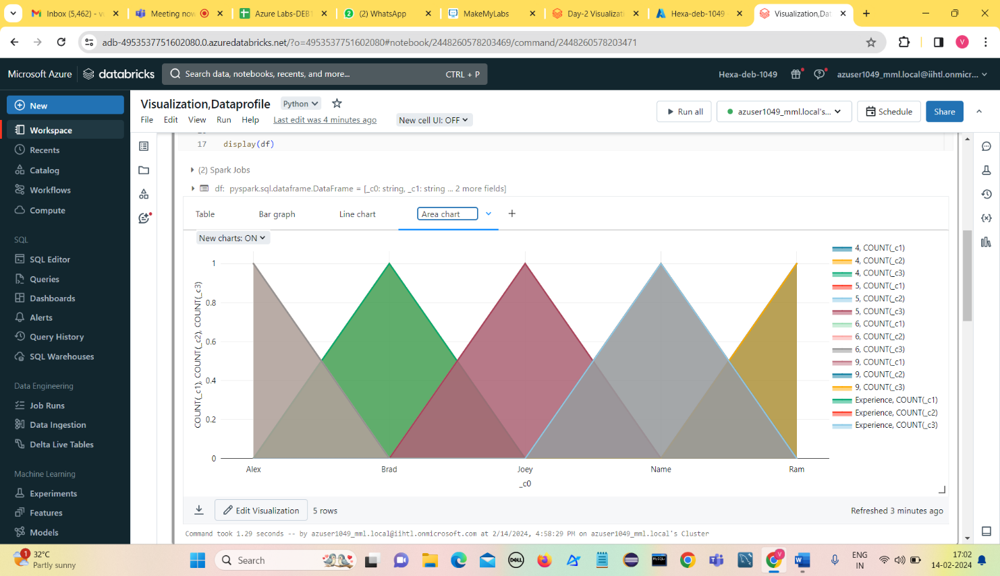 Inbox (5,462) - v
Meeting now
Azure Labs-DEB1
(2) WhatsApp
MakeMyLabs
Day-2 Visualizati
Hexa-deb-1049
Visualization,Dat
adb-4953537751602080.0.azuredatabricks.net/?o=4953537751602080#notebook/2448260578203469/command/2448260578203471
V
Microsoft Azure
databricks
Search data, notebooks, recents, and more...
CTRL + P
Hexa-deb-1049
azuser1049_mml.local@iihtl.onmicr...
New
Workspace
Recents
Catalog
Workflows
Compute
SQL
SQL Editor
Queries
Dashboards
Alerts
Query History
SQL Warehouses
Data Engineering
Job Runs
Data Ingestion
Delta Live Tables
Machine Learning
Experiments
Features
Models
Visualization,Dataprofile
Python
File Edit View Run Help Last edit was 4 minutes ago New cell UI: OFF
Run all
azuser1049_mml.local's...
Schedule
Share
17 display(df)
(2) Spark Jobs
df: pyspark.sql.dataframe.DataFrame = [_c0: string, _c1: string ... 2 more fields]
Table Bar graph Line chart Area chart +
New charts: ON
COUNT(_c1), COUNT(_c2), COUNT(_c3)
1
0.8
0.6
0.4
0.2
0
Alex Brad Joey Name Ram
_c0
4, COUNT(_c1)
4, COUNT(_c2)
4, COUNT(_c3)
5, COUNT(_c1)
5, COUNT(_c2)
5, COUNT(_c3)
6, COUNT(_c1)
6, COUNT(_c2)
6, COUNT(_c3)
9, COUNT(_c1)
9, COUNT(_c2)
9, COUNT(_c3)
Experience, COUNT(_c1)
Experience, COUNT(_c2)
Experience, COUNT(_c3)
Edit Visualization 5 rows
Refreshed 3 minutes ago
Command took 1.29 seconds -- by azuser1049_mml.local@iihtl.onmicrosoft.com at 2/14/2024, 4:58:29 PM on azuser1049_mml.local's Cluster
1
32°C
Partly sunny
Search
DELL
ENG
IN
17:02
14-02-2024